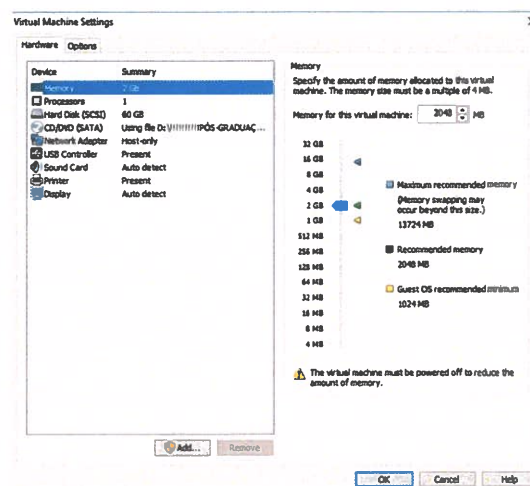 Virtual Machine Settings
Hardware Options
Device Summary
Memory 2 GB
Processors 1
Hard Disk (SCSI) 60 GB
CD/DVD (SATA) Using file D:\!!!!!!!!!PÓS-GRADUAÇ...
Network Adapter Host-only
USB Controller Present
Sound Card Auto detect
Printer Present
Display Auto detect
Add... Remove
Memory
Specify the amount of memory allocated to this virtual
machine. The memory size must be a multiple of 4 MB.
Memory for this virtual machine: 2048 MB
32 GB
16 GB
8 GB
4 GB
2 GB
1 GB
512 MB
256 MB
128 MB
64 MB
32 MB
16 MB
8 MB
4 MB
Maximum recommended memory
(Memory swapping may
occur beyond this size.)
13724 MB
Recommended memory
2048 MB
Guest OS recommended minimum
1024 MB
The virtual machine must be powered off to reduce the
amount of memory.
OK Cancel Help